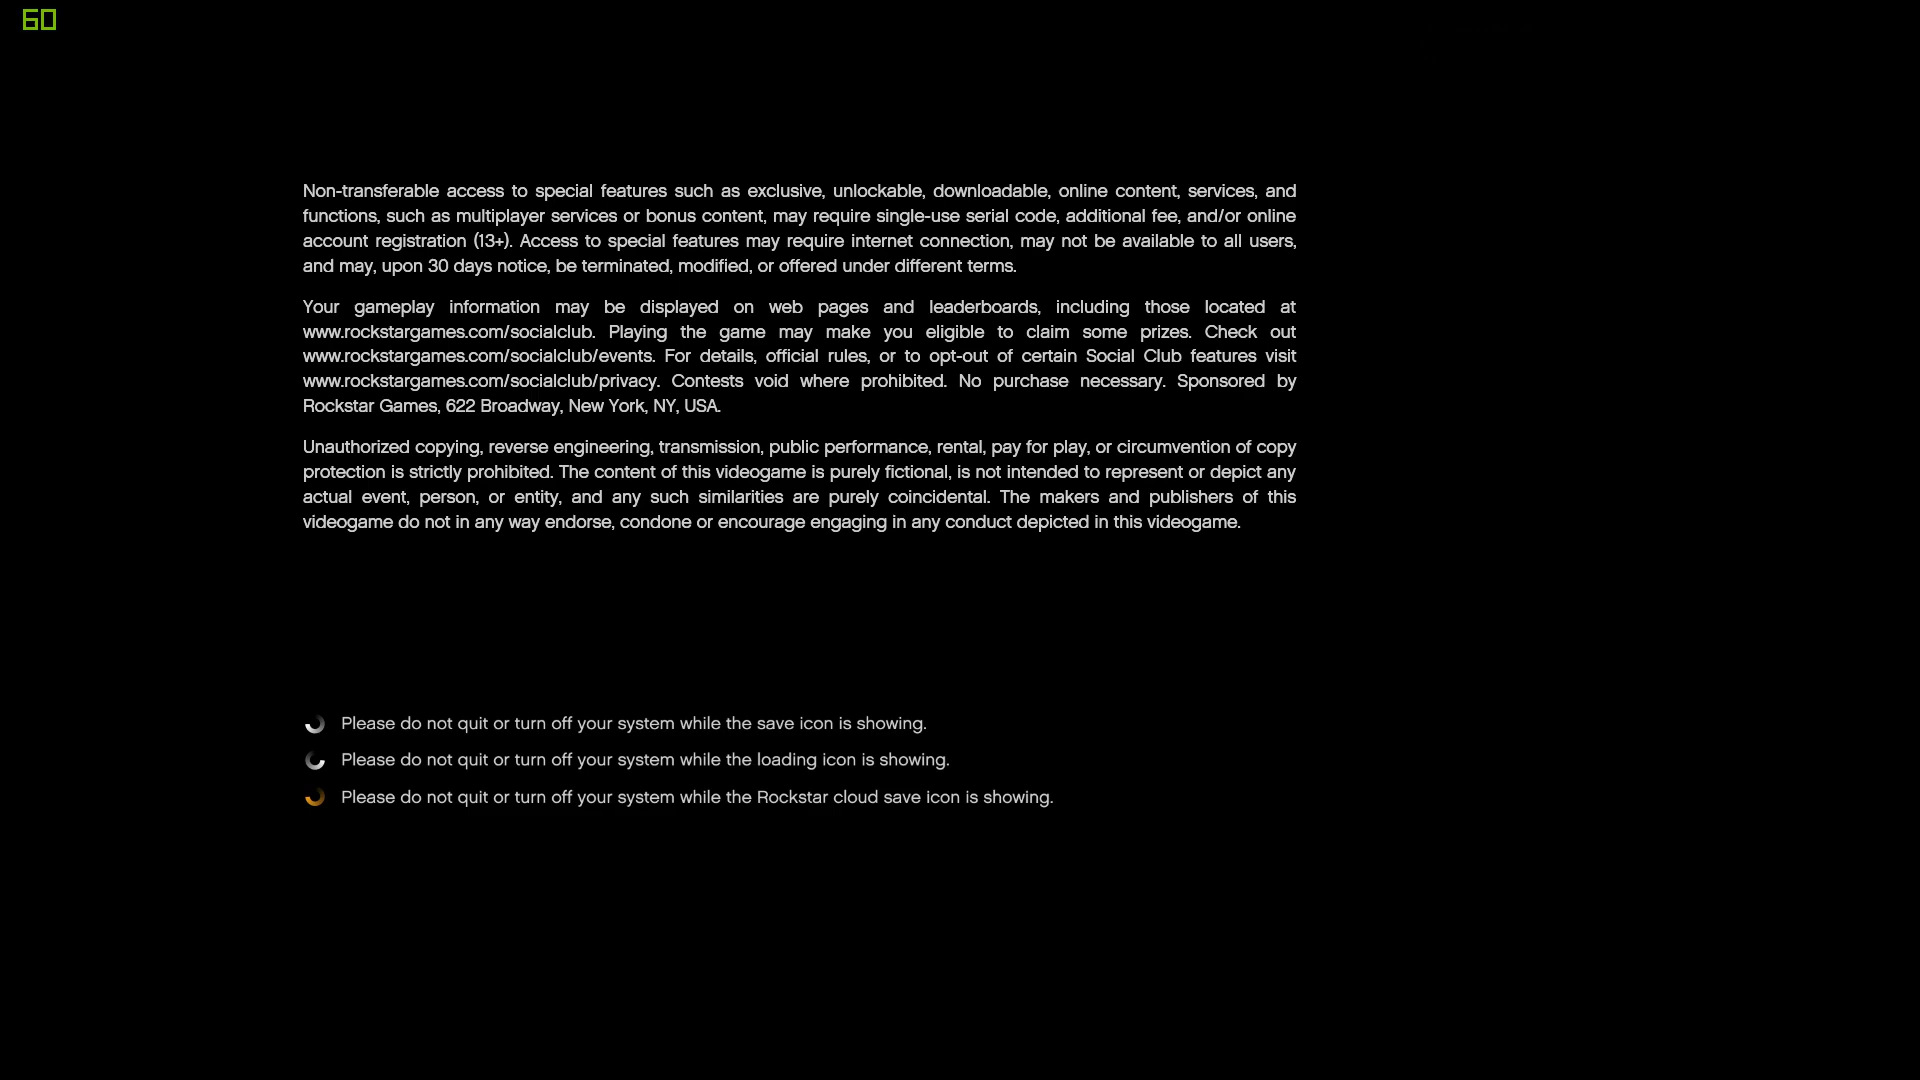 60
Non-transferable access to special features such as exclusive, unlockable, downloadable, online content, services, and
functions, such as multiplayer services or bonus content, may require single-use serial code, additional fee, and/or online
account registration (13+). Access to special features may require internet connection, may not be available to all users,
and may, upon 30 days notice, be terminated, modified, or offered under different terms.
Your gameplay information may be displayed on web pages and leaderboards, including those located at
www.rockstargames.com/socialclub. Playing the game may make you eligible to claim some prizes. Check out
www.rockstargames.com/socialclub/events. For details, official rules, or to opt-out of certain Social Club features visit
www.rockstargames.com/socialclub/privacy. Contests void where prohibited. No purchase necessary. Sponsored by
Rockstar Games, 622 Broadway, New York, NY, USA.
Unauthorized copying, reverse engineering, transmission, public performance, rental, pay for play, or circumvention of copy
protection is strictly prohibited. The content of this videogame is purely fictional, is not intended to represent or depict any
actual event, person, or entity, and any such similarities are purely coincidental. The makers and publishers of this
videogame do not in any way endorse, condone or encourage engaging in any conduct depicted in this videogame.
Please do not quit or turn off your system while the save icon is showing.
Please do not quit or turn off your system while the loading icon is showing.
Please do not quit or turn off your system while the Rockstar cloud save icon is showing.